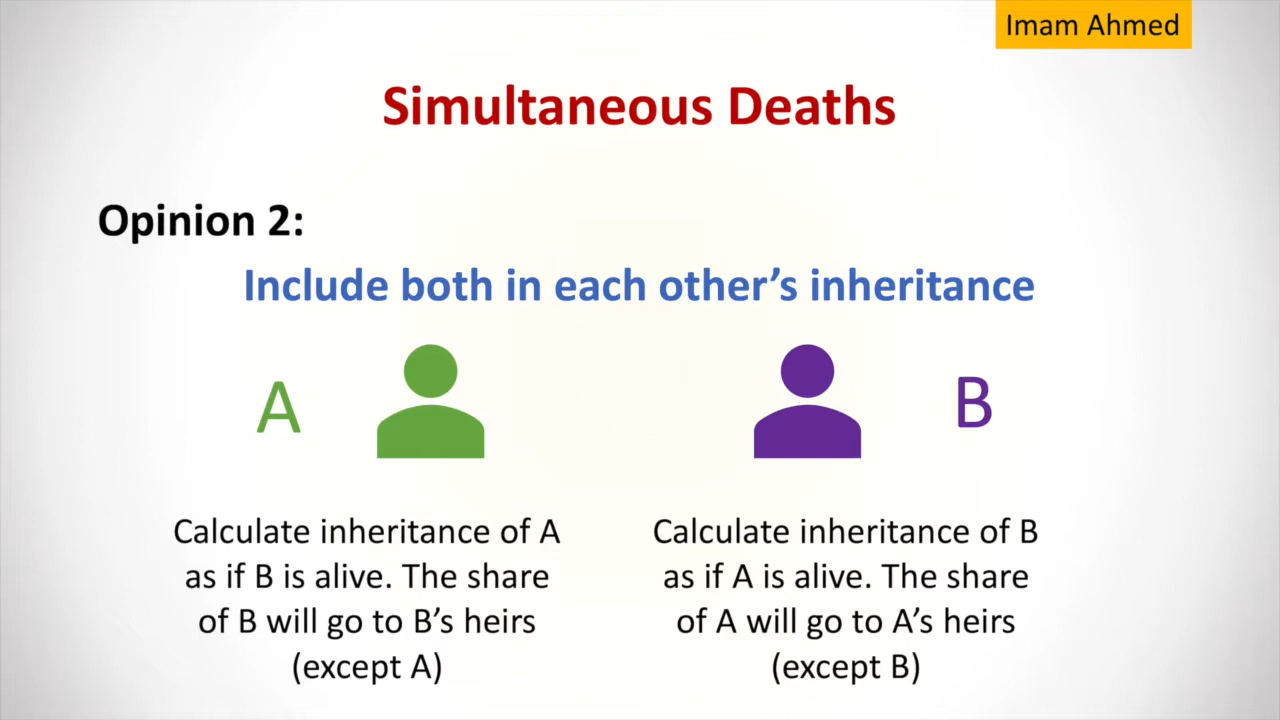 Imam Ahmed
Simultaneous Deaths
Opinion 2:
Include both in each other’s inheritance
A
B
Calculate inheritance of A
as if B is alive. The share
of B will go to B’s heirs
(except A)
Calculate inheritance of B
as if A is alive. The share
of A will go to A’s heirs
(except B)